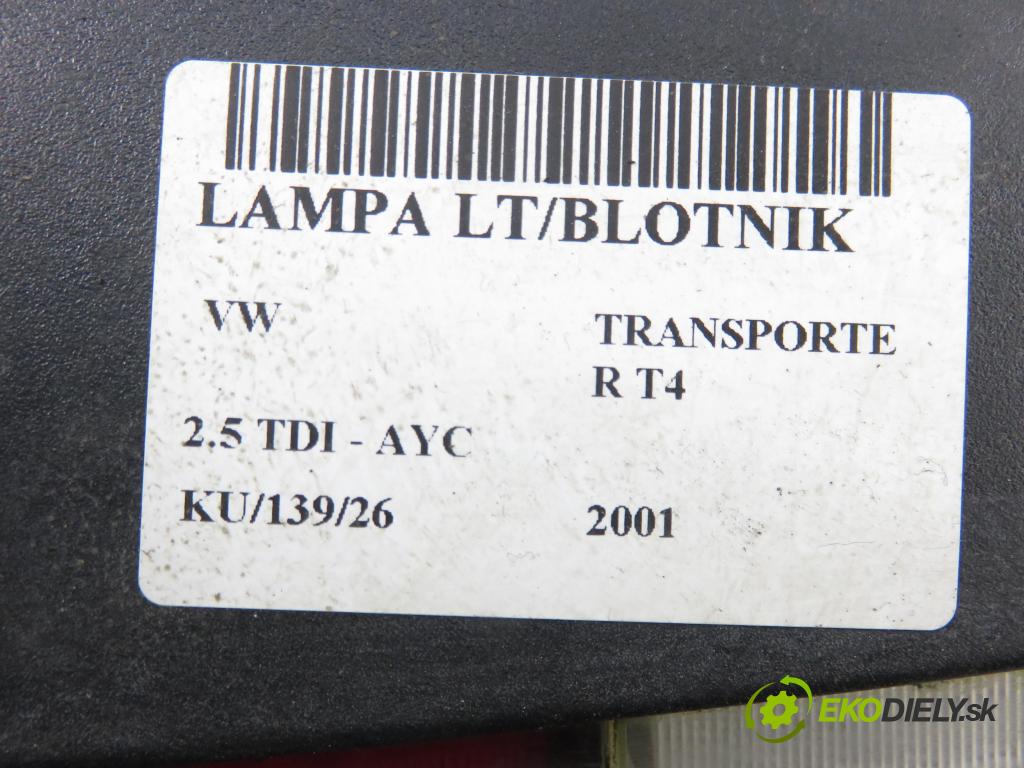 LAMPA LT/BLOTNIK
VW
TRANSPORTE
R T4
2.5 TDI - AYC
KU/139/26
2001
EKODIELY.sk